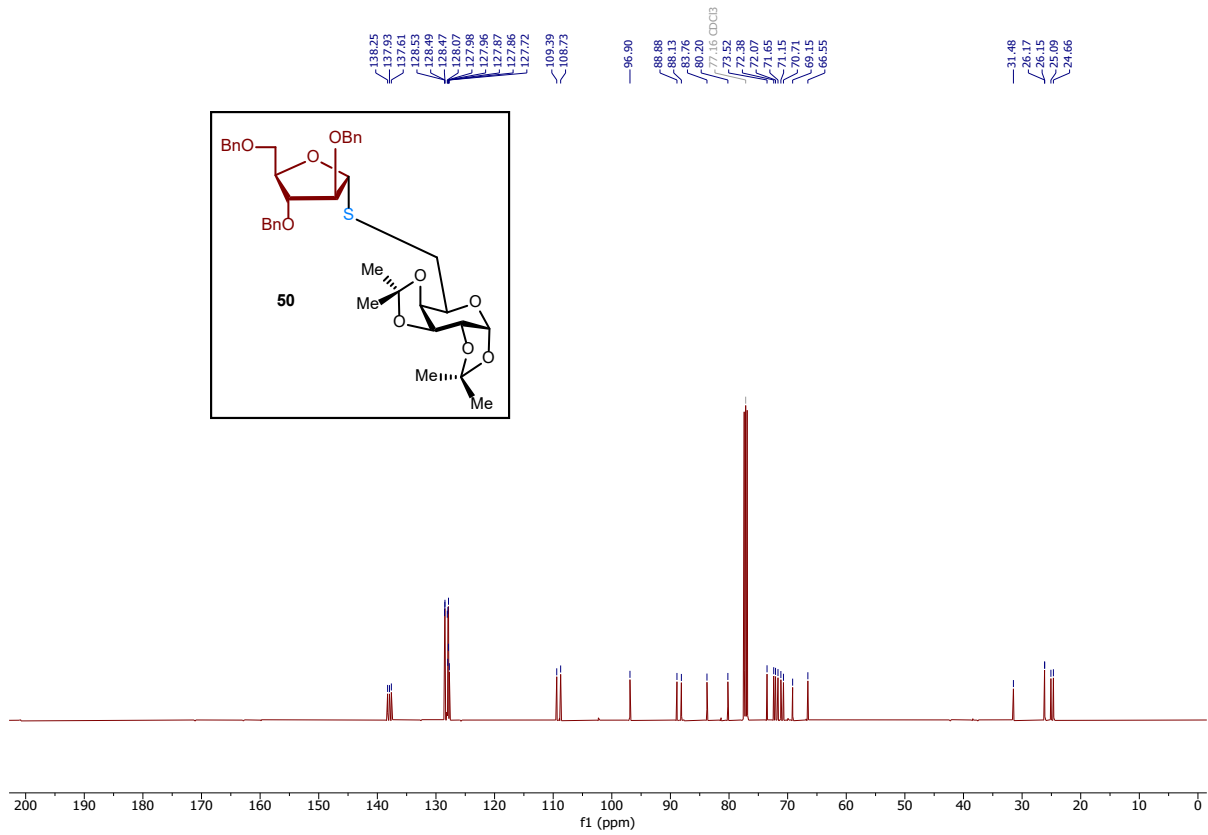 138.25
137.93
137.61
128.53
128.49
128.47
128.07
127.98
127.96
127.87
127.86
127.72
109.39
108.73
96.90
88.88
88.13
83.76
80.20
77.16 CDCl3
73.52
72.38
72.07
71.65
71.15
70.71
69.15
66.55
31.48
26.17
26.15
25.09
24.66
BnO
O
OBn
BnO
S
Me
O
50
Me
O
O
O
O
Me
Me
200 190 180 170 160 150 140 130 120 110 100 90 80 70 60 50 40 30 20 10 0
f1 (ppm)